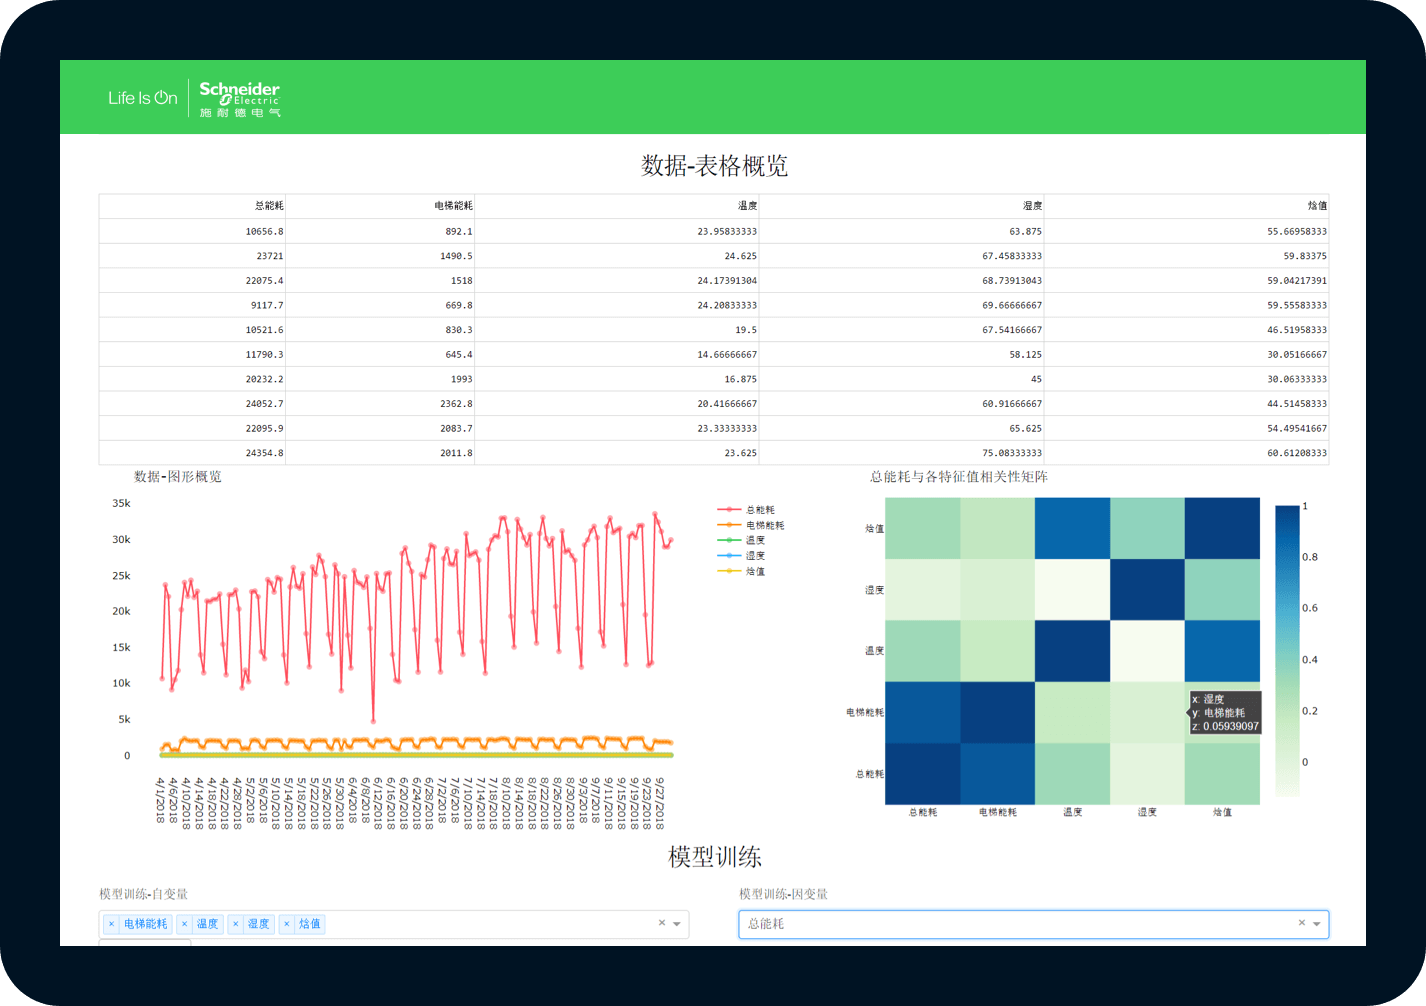 Life Is On
Schneider
Electric
施耐德电气
数据-表格概览
总能耗 电梯能耗 温度 湿度 焓值
10656.8 892.1 23.95833333 63.875 55.66958333
23721 1490.5 24.625 67.45833333 59.83375
22075.4 1518 24.17391304 68.73913043 59.04217391
9117.7 669.8 24.20833333 69.66666667 59.55583333
10521.6 830.3 19.5 67.54166667 46.51958333
11790.3 645.4 14.66666667 58.125 30.05166667
20232.2 1993 16.875 45 30.06333333
24052.7 2362.8 20.41666667 60.91666667 44.51458333
22095.9 2083.7 23.33333333 65.625 54.49541667
24354.8 2011.8 23.625 75.08333333 60.61208333
数据-图形概览
35k
30k
25k
20k
15k
10k
5k
0
4/1/2018
4/6/2018
4/10/2018
4/14/2018
4/18/2018
4/22/2018
4/28/2018
5/2/2018
5/6/2018
5/10/2018
5/14/2018
5/18/2018
5/22/2018
5/26/2018
5/30/2018
6/4/2018
6/8/2018
6/12/2018
6/16/2018
6/20/2018
6/24/2018
6/28/2018
7/2/2018
7/6/2018
7/10/2018
7/14/2018
7/18/2018
8/10/2018
8/14/2018
8/18/2018
8/22/2018
8/26/2018
8/30/2018
9/3/2018
9/7/2018
9/11/2018
9/15/2018
9/19/2018
9/23/2018
9/27/2018
总能耗
电梯能耗
温度
湿度
焓值
总能耗与各特征值相关性矩阵
焓值
湿度
温度
电梯能耗
总能耗
总能耗 电梯能耗 温度 湿度 焓值
x: 湿度
y: 电梯能耗
z: 0.05939097
1
0.8
0.6
0.4
0.2
0
模型训练
模型训练-自变量
× 电梯能耗 × 温度 × 湿度 × 焓值 ×
模型训练-因变量
总能耗 ×